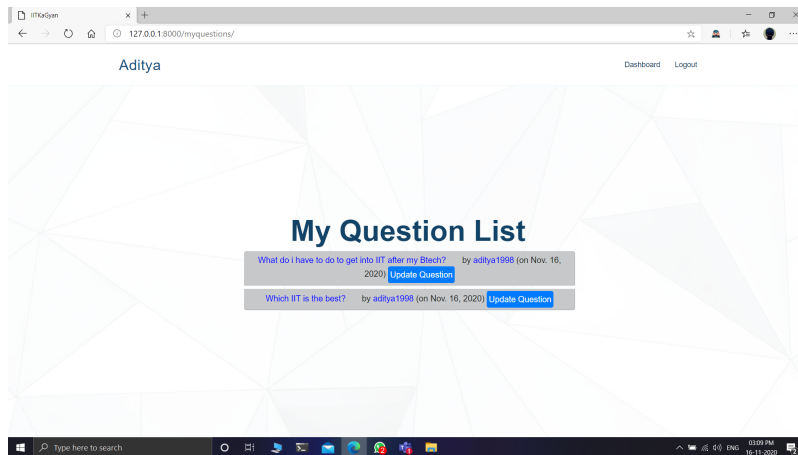 IITKaGyan
127.0.0.1:8000/myquestions/
Aditya
Dashboard Logout
My Question List
What do i have to do to get into IIT after my Btech? by aditya1998 (on Nov. 16,
2020) Update Question
Which IIT is the best? by aditya1998 (on Nov. 16, 2020) Update Question
Type here to search
2
ENG
03:09 PM
16-11-2020
2